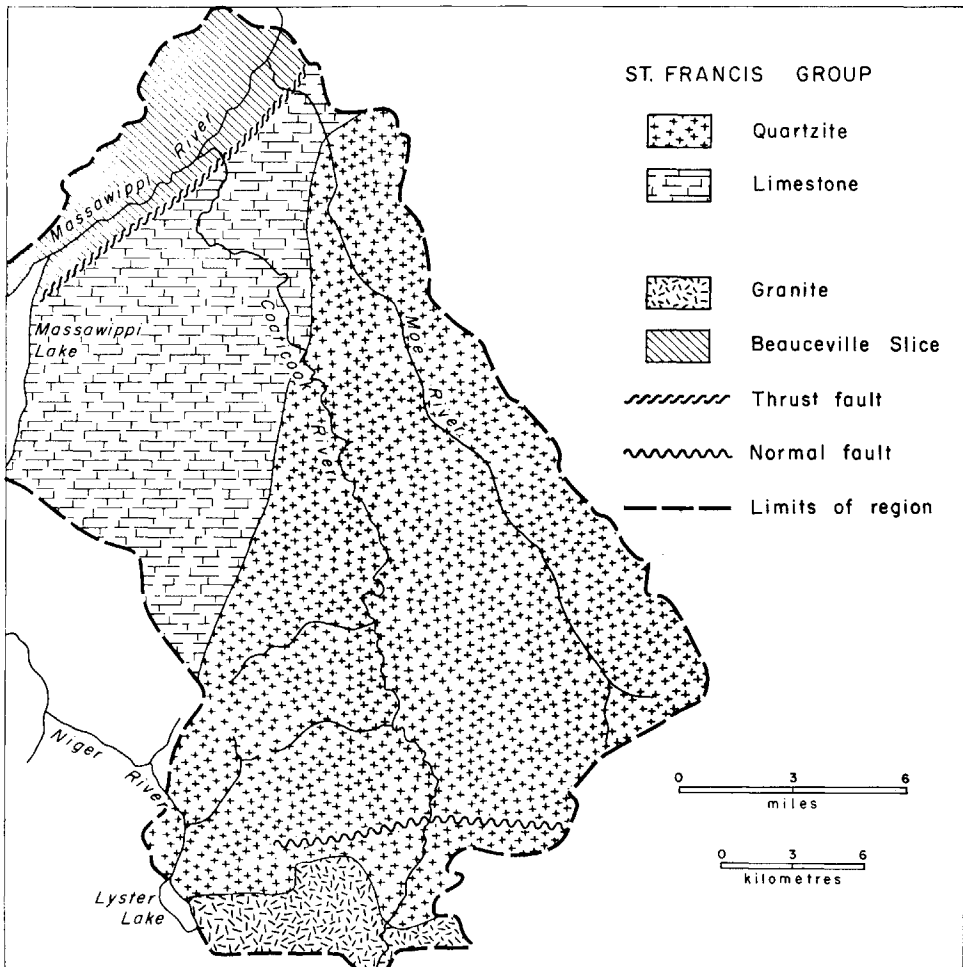 ST. FRANCIS GROUP
Quartzite
Limestone
Granite
Beauceville Slice
Thrust fault
Normal fault
Limits of region
Massawippi River
Massawippi
Lake
Coaticook River
Moe River
Niger River
Lyster
Lake
0 3 6
miles
0 3 6
kilometres